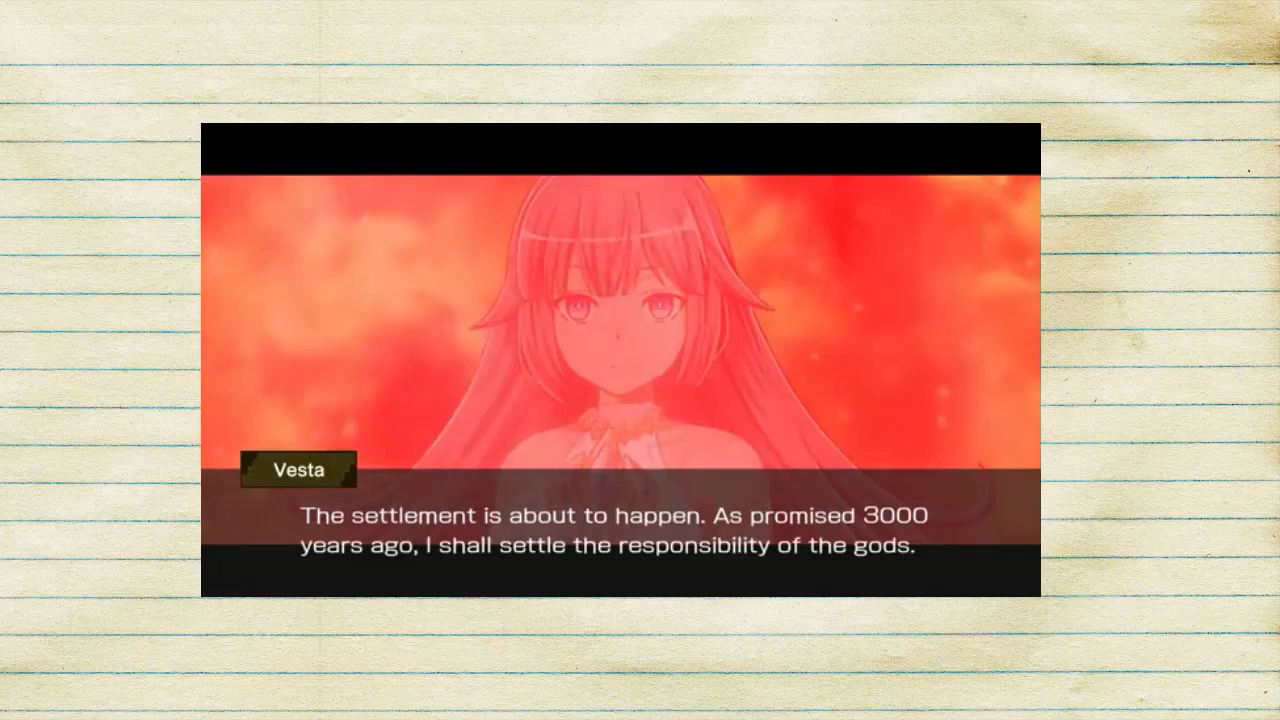 Vesta
The settlement is about to happen. As promised 3000
years ago, I shall settle the responsibility of the gods.